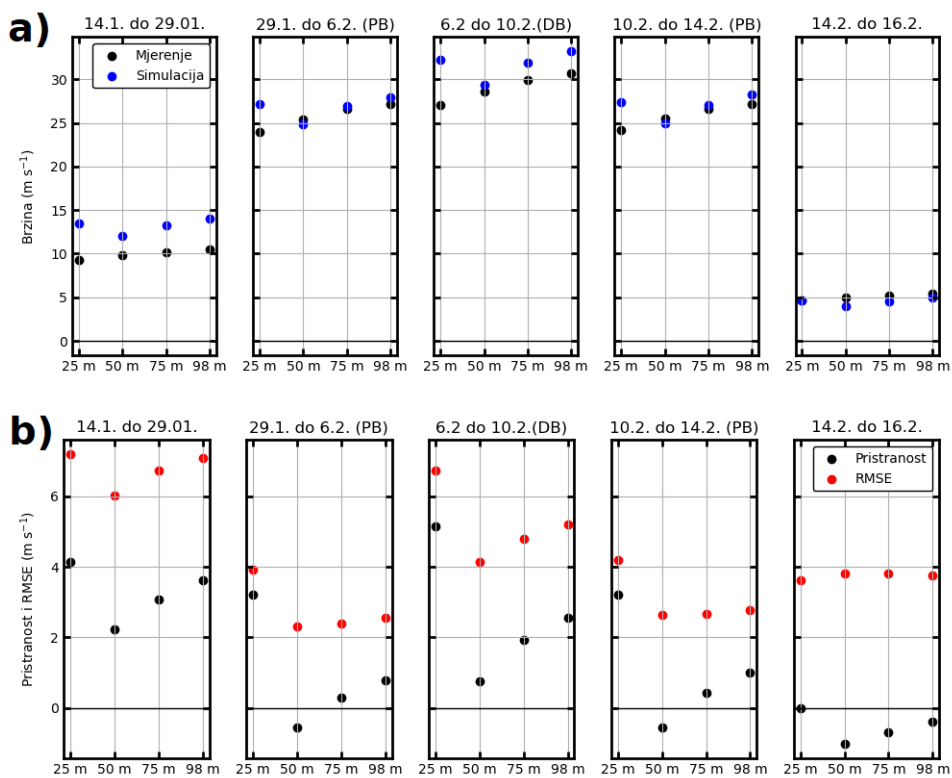 a)
14.1. do 29.01.
29.1. do 6.2. (PB)
6.2 do 10.2.(DB)
10.2. do 14.2. (PB)
14.2. do 16.2.
Mjerenje
Simulacija
Brzina (m s⁻¹)
30
25
20
15
10
5
0
25 m 50 m 75 m 98 m
25 m 50 m 75 m 98 m
25 m 50 m 75 m 98 m
25 m 50 m 75 m 98 m
25 m 50 m 75 m 98 m
b)
14.1. do 29.01.
29.1. do 6.2. (PB)
6.2 do 10.2.(DB)
10.2. do 14.2. (PB)
14.2. do 16.2.
Pristranost
RMSE
Pristranost i RMSE (m s⁻¹)
6
4
2
0
25 m 50 m 75 m 98 m
25 m 50 m 75 m 98 m
25 m 50 m 75 m 98 m
25 m 50 m 75 m 98 m
25 m 50 m 75 m 98 m